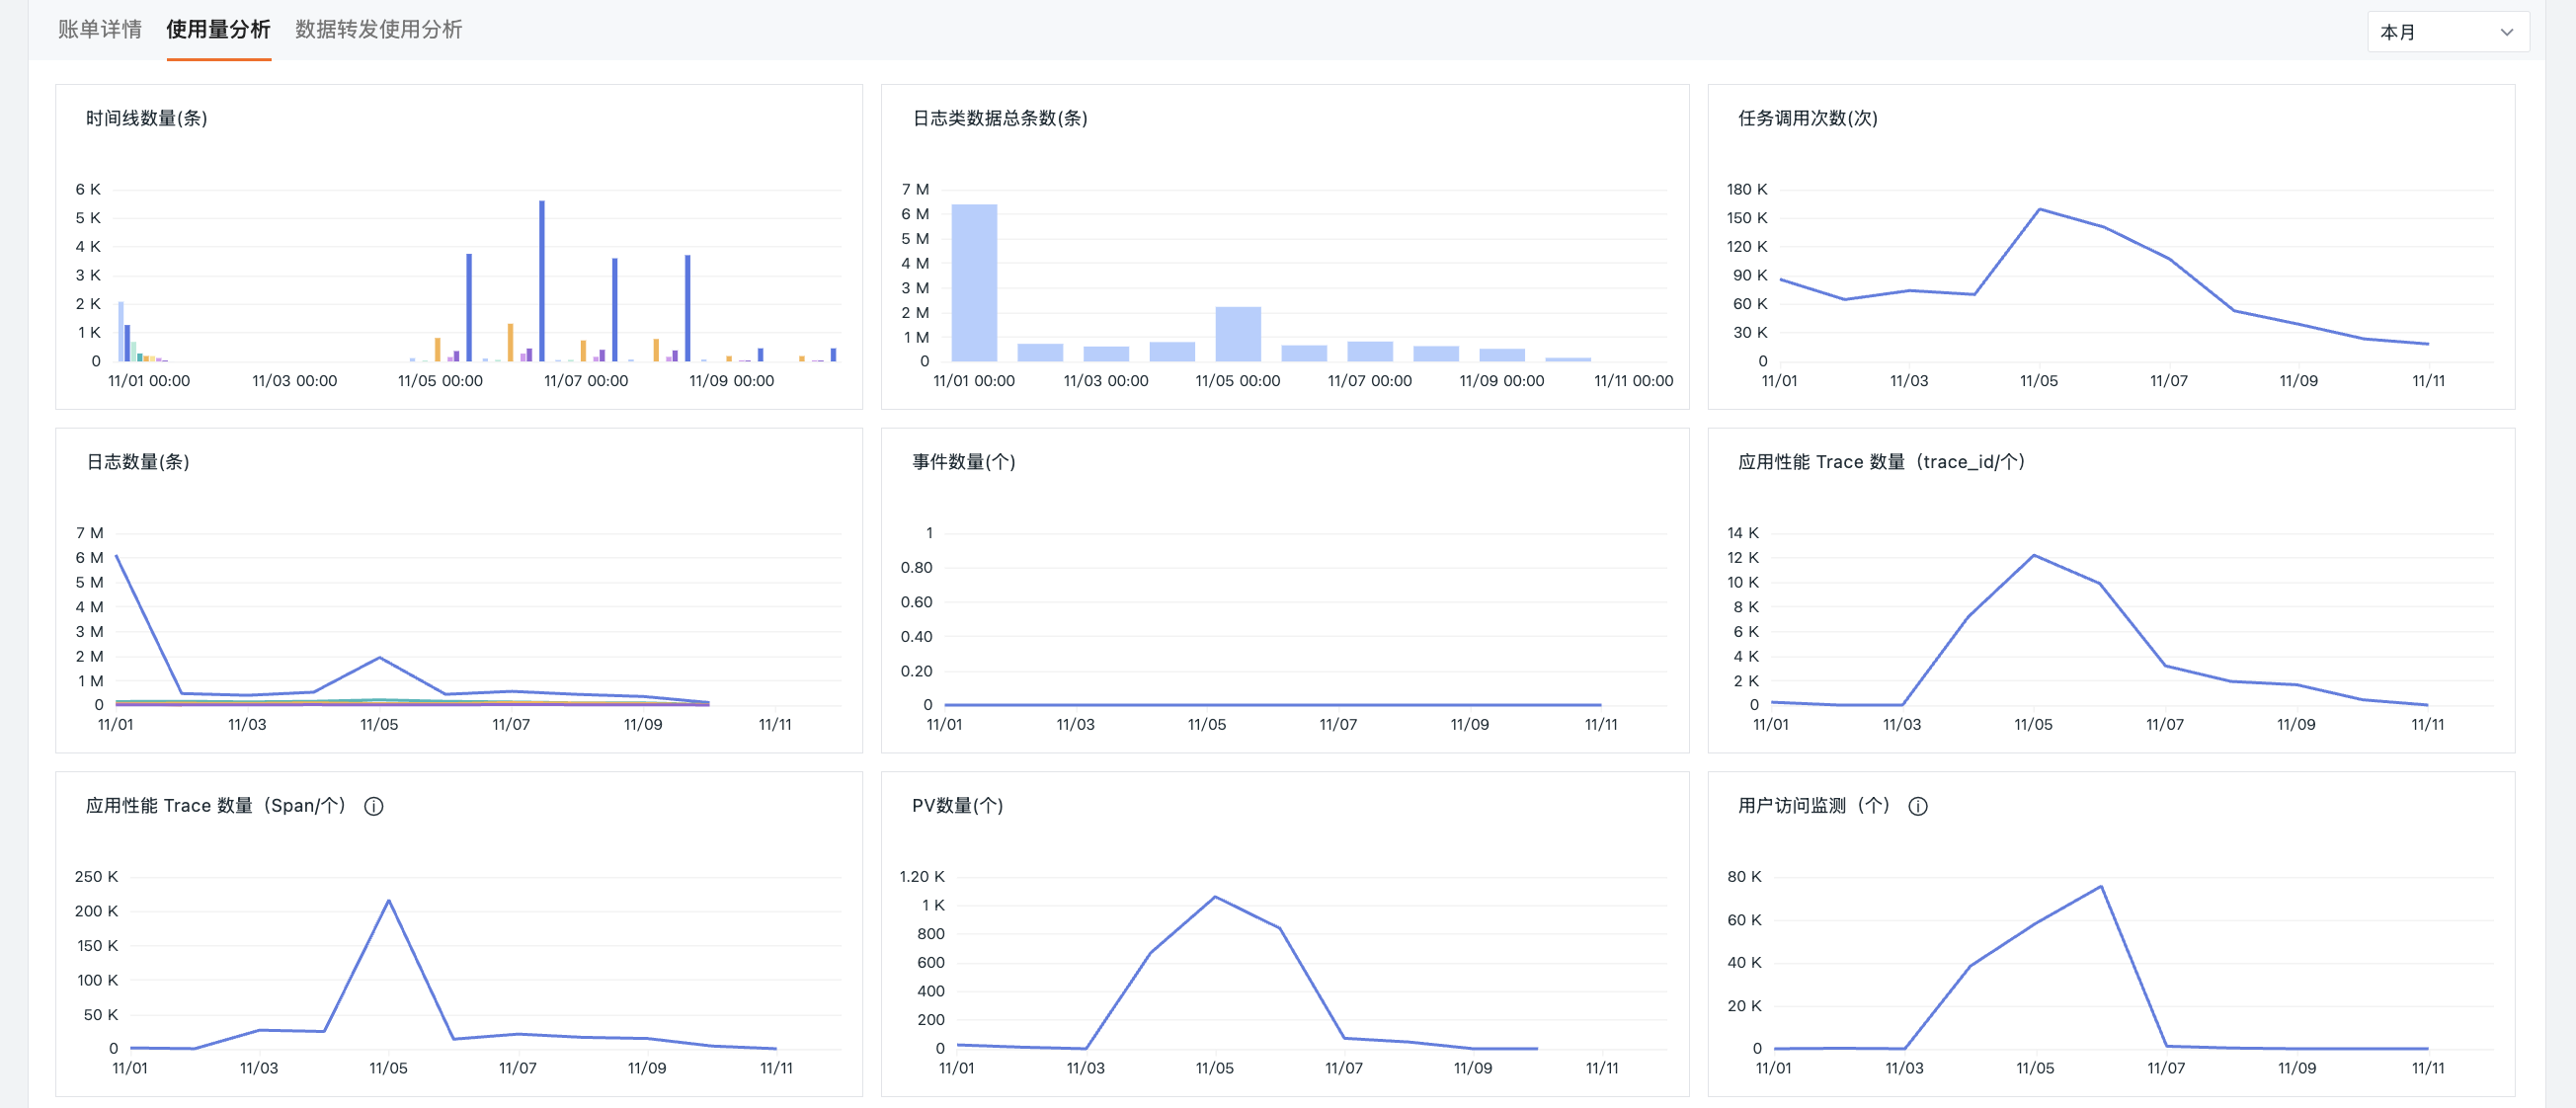 账单详情 使用量分析 数据转发使用分析 本月
时间线数量(条)
6 K
5 K
4 K
3 K
2 K
1 K
0
11/01 00:00 11/03 00:00 11/05 00:00 11/07 00:00 11/09 00:00
日志类数据总条数(条)
7 M
6 M
5 M
4 M
3 M
2 M
1 M
0
11/01 00:00 11/03 00:00 11/05 00:00 11/07 00:00 11/09 00:00 11/11 00:00
任务调用次数(次)
180 K
150 K
120 K
90 K
60 K
30 K
0
11/01 11/03 11/05 11/07 11/09 11/11
日志数量(条)
7 M
6 M
5 M
4 M
3 M
2 M
1 M
0
11/01 11/03 11/05 11/07 11/09 11/11
事件数量(个)
1
0.80
0.60
0.40
0.20
0
11/01 11/03 11/05 11/07 11/09 11/11
应用性能 Trace 数量（trace_id/个）
14 K
12 K
10 K
8 K
6 K
4 K
2 K
0
11/01 11/03 11/05 11/07 11/09 11/11
应用性能 Trace 数量（Span/个）
250 K
200 K
150 K
100 K
50 K
0
11/01 11/03 11/05 11/07 11/09 11/11
PV数量(个)
1.20 K
1 K
800
600
400
200
0
11/01 11/03 11/05 11/07 11/09 11/11
用户访问监测（个）
80 K
60 K
40 K
20 K
0
11/01 11/03 11/05 11/07 11/09 11/11